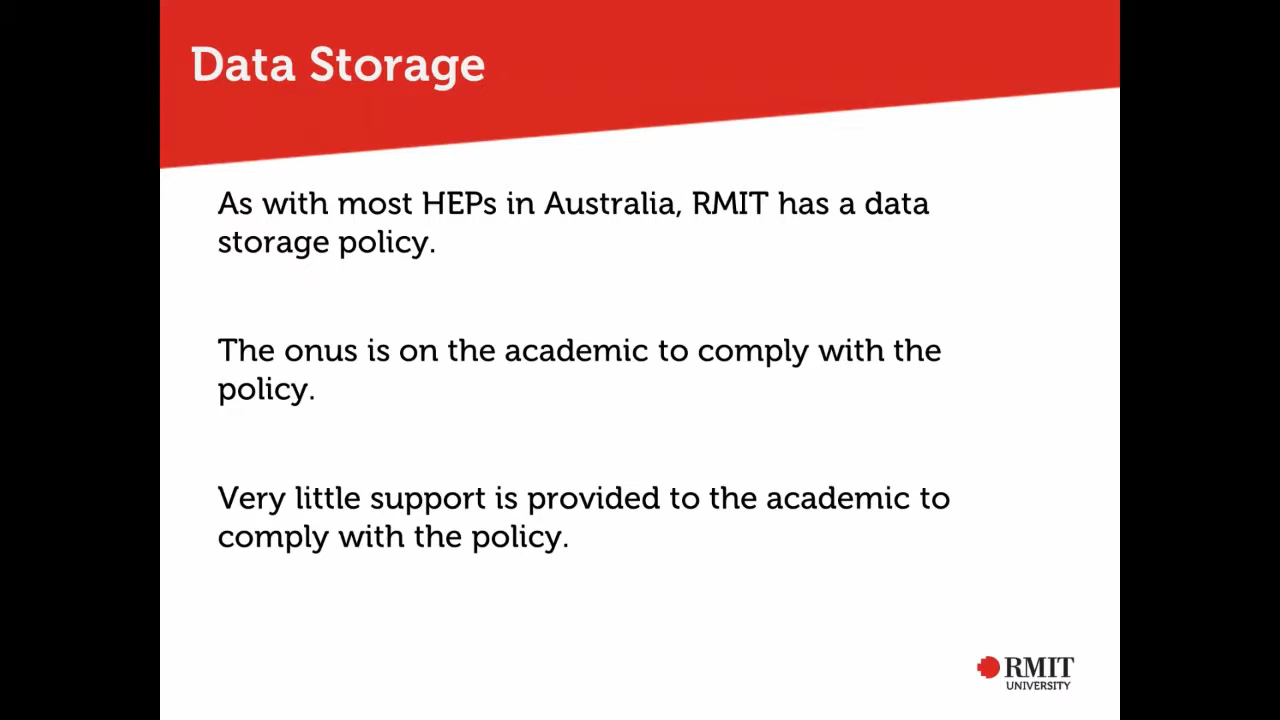 Data Storage
As with most HEPs in Australia, RMIT has a data
storage policy.
The onus is on the academic to comply with the
policy.
Very little support is provided to the academic to
comply with the policy.
RMIT
UNIVERSITY